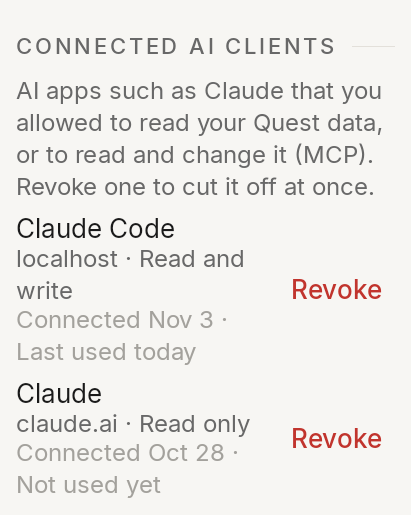 CONNECTED AI CLIENTS
AI apps such as Claude that you
allowed to read your Quest data,
or to read and change it (MCP).
Revoke one to cut it off at once.
Claude Code
localhost · Read and
write
Revoke
Connected Nov 3 ·
Last used today
Claude
claude.ai · Read only
Revoke
Connected Oct 28 ·
Not used yet